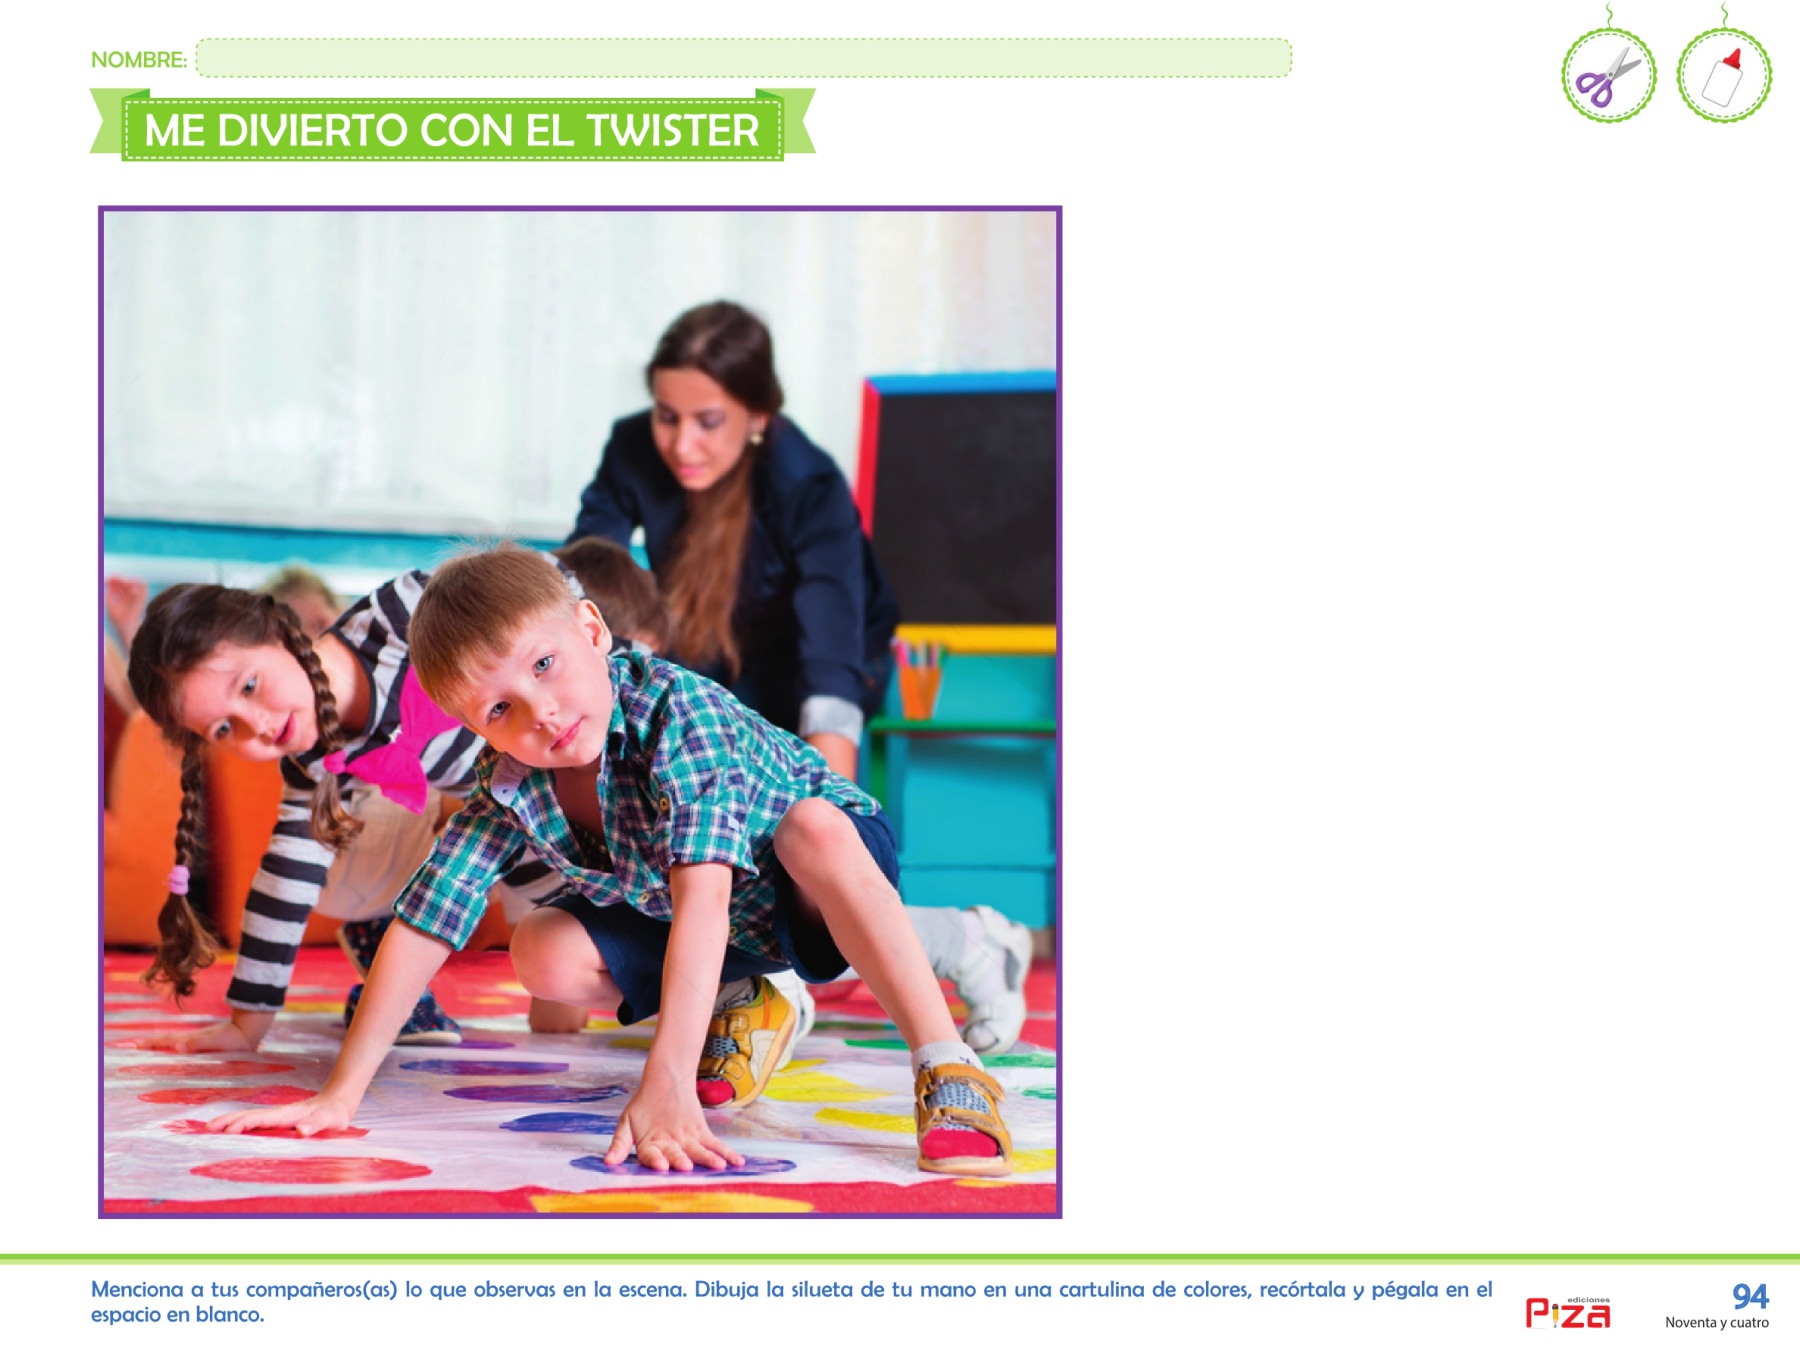 NOMBRE:
ME DIVIERTO CON EL TWISTER
Menciona a tus compañeros(as) lo que observas en la escena. Dibuja la silueta de tu mano en una cartulina de colores, recórtala y pégala en el
espacio en blanco.
ediciones
Piza
94
Noventa y cuatro